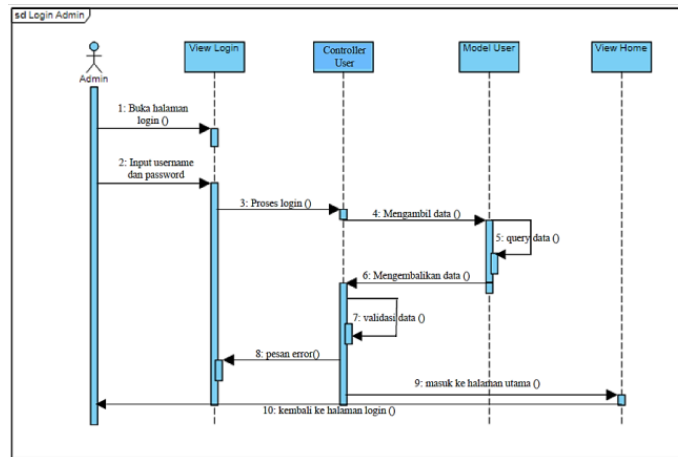 sd Login Admin
View Login
Controller
User
Model User
View Home
Admin
1: Buka halaman
login ()
2: Input username
dan password
3: Proses login ()
4: Mengambil data ()
5: query data ()
6: Mengembalikan data ()
7: validasi data ()
8: pesan error()
9: masuk ke halaman utama ()
10: kembali ke halaman login ()